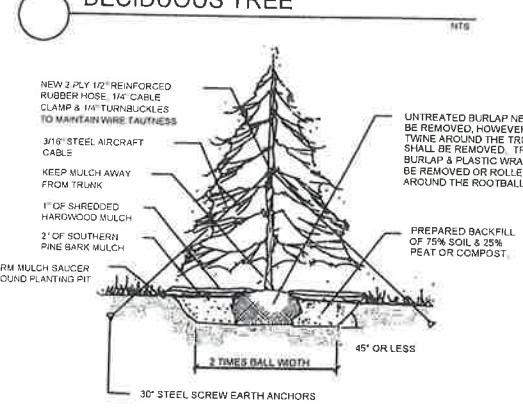 DECIDUOUS TREE
NTS
NEW 2 PLY 1/2" REINFORCED
RUBBER HOSE, 1/4" CABLE
CLAMP & 1/4" TURNBUCKLES
TO MAINTAIN WIRE TAUTNESS
3/16" STEEL AIRCRAFT
CABLE
KEEP MULCH AWAY
FROM TRUNK
1" OF SHREDDED
HARDWOOD MULCH
2" OF SOUTHERN
PINE BARK MULCH
RM MULCH SAUCER
OUND PLANTING PIT
UNTREATED BURLAP NE
BE REMOVED, HOWEVER
TWINE AROUND THE TRU
SHALL BE REMOVED. TR
BURLAP & PLASTIC WRA
BE REMOVED OR ROLLE
AROUND THE ROOTBALL
PREPARED BACKFILL
OF 75% SOIL & 25%
PEAT OR COMPOST.
45° OR LESS
2 TIMES BALL WIDTH
30" STEEL SCREW EARTH ANCHORS